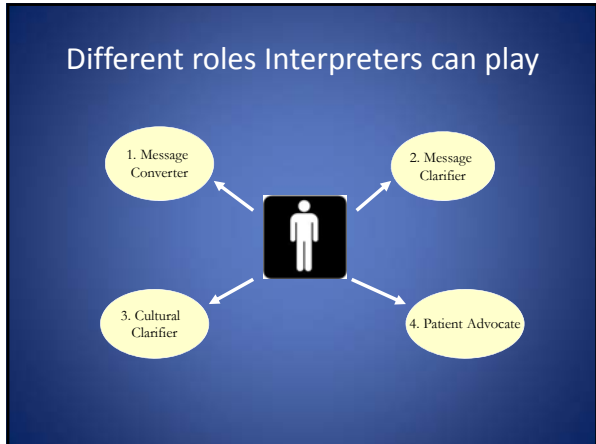 Different roles Interpreters can play
1. Message
Converter
2. Message
Clarifier
3. Cultural
Clarifier
4. Patient Advocate